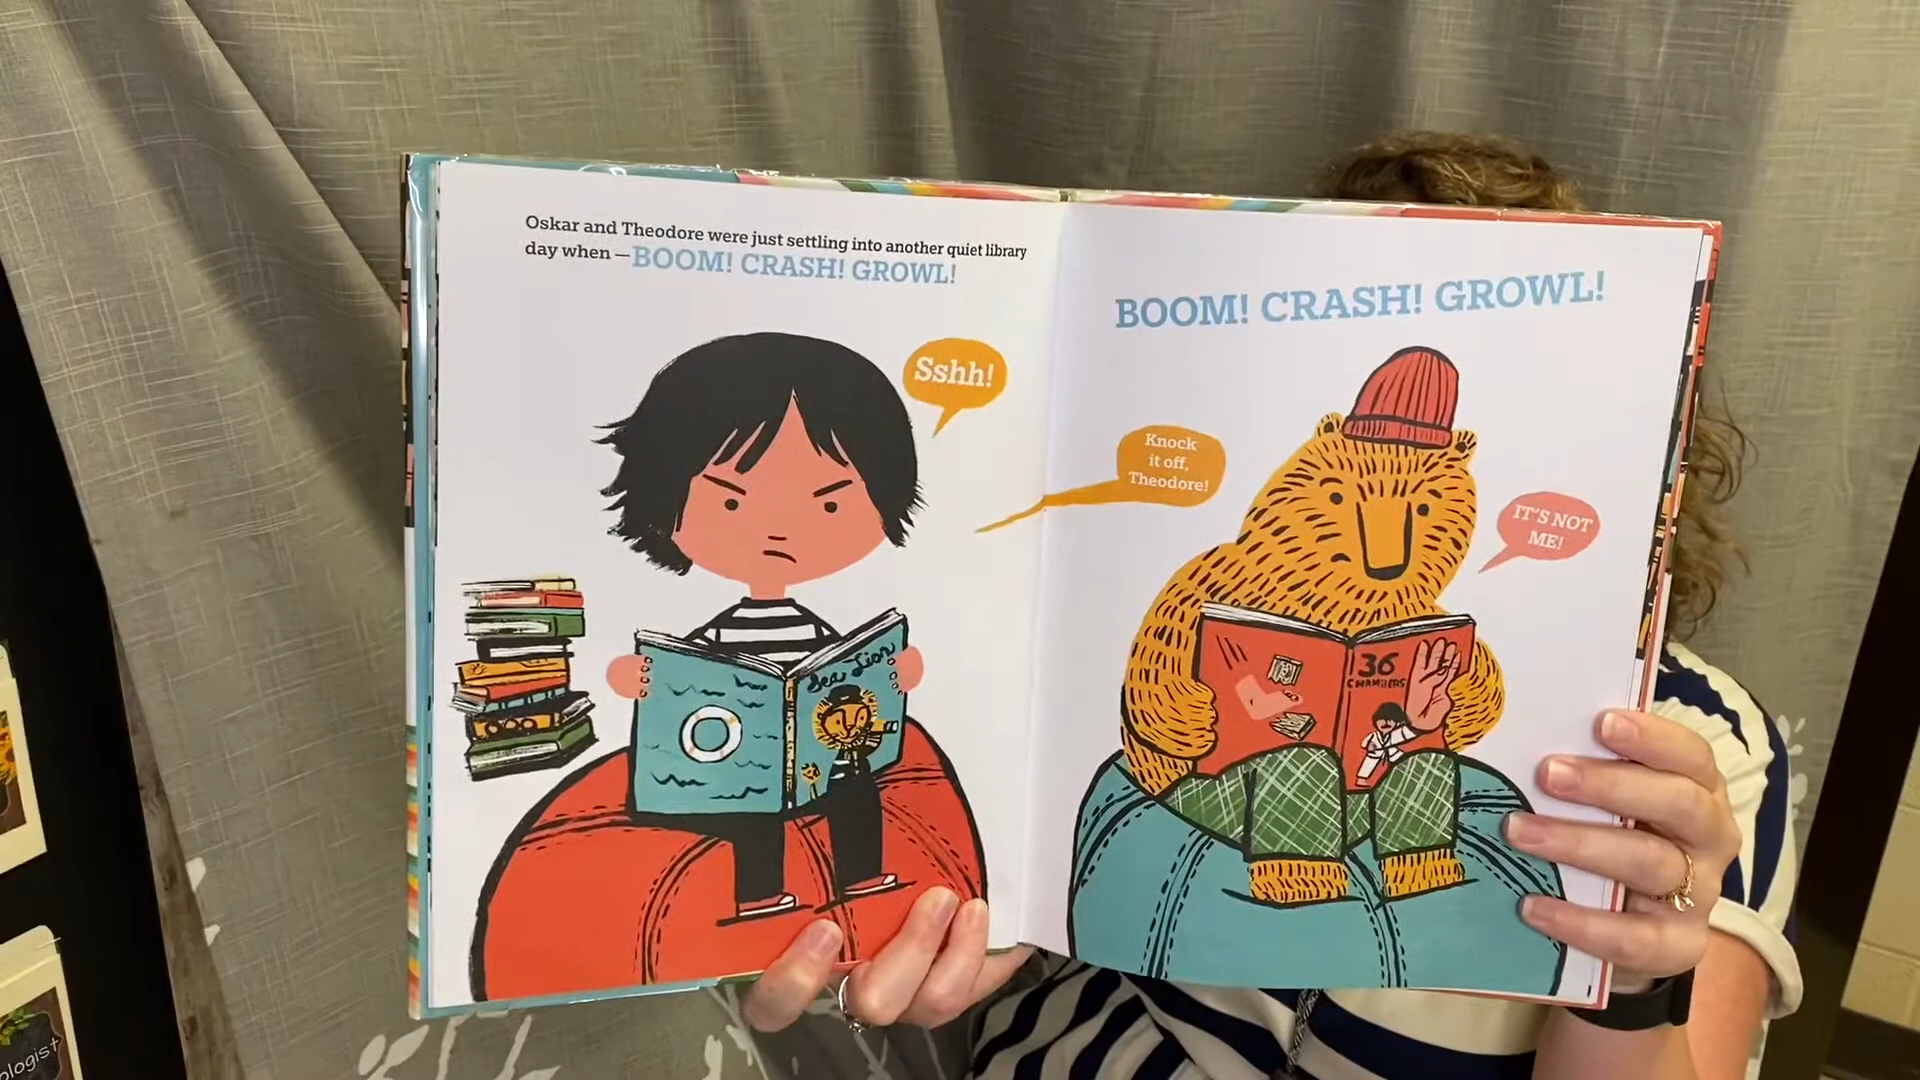 Oskar and Theodore were just settling into another quiet library
day when — BOOM! CRASH! GROWL!
Sshh!
Sea Lion
BOOM! CRASH! GROWL!
Knock
it off,
Theodore!
IT'S NOT
ME!
36
CHAMBERS
ologist